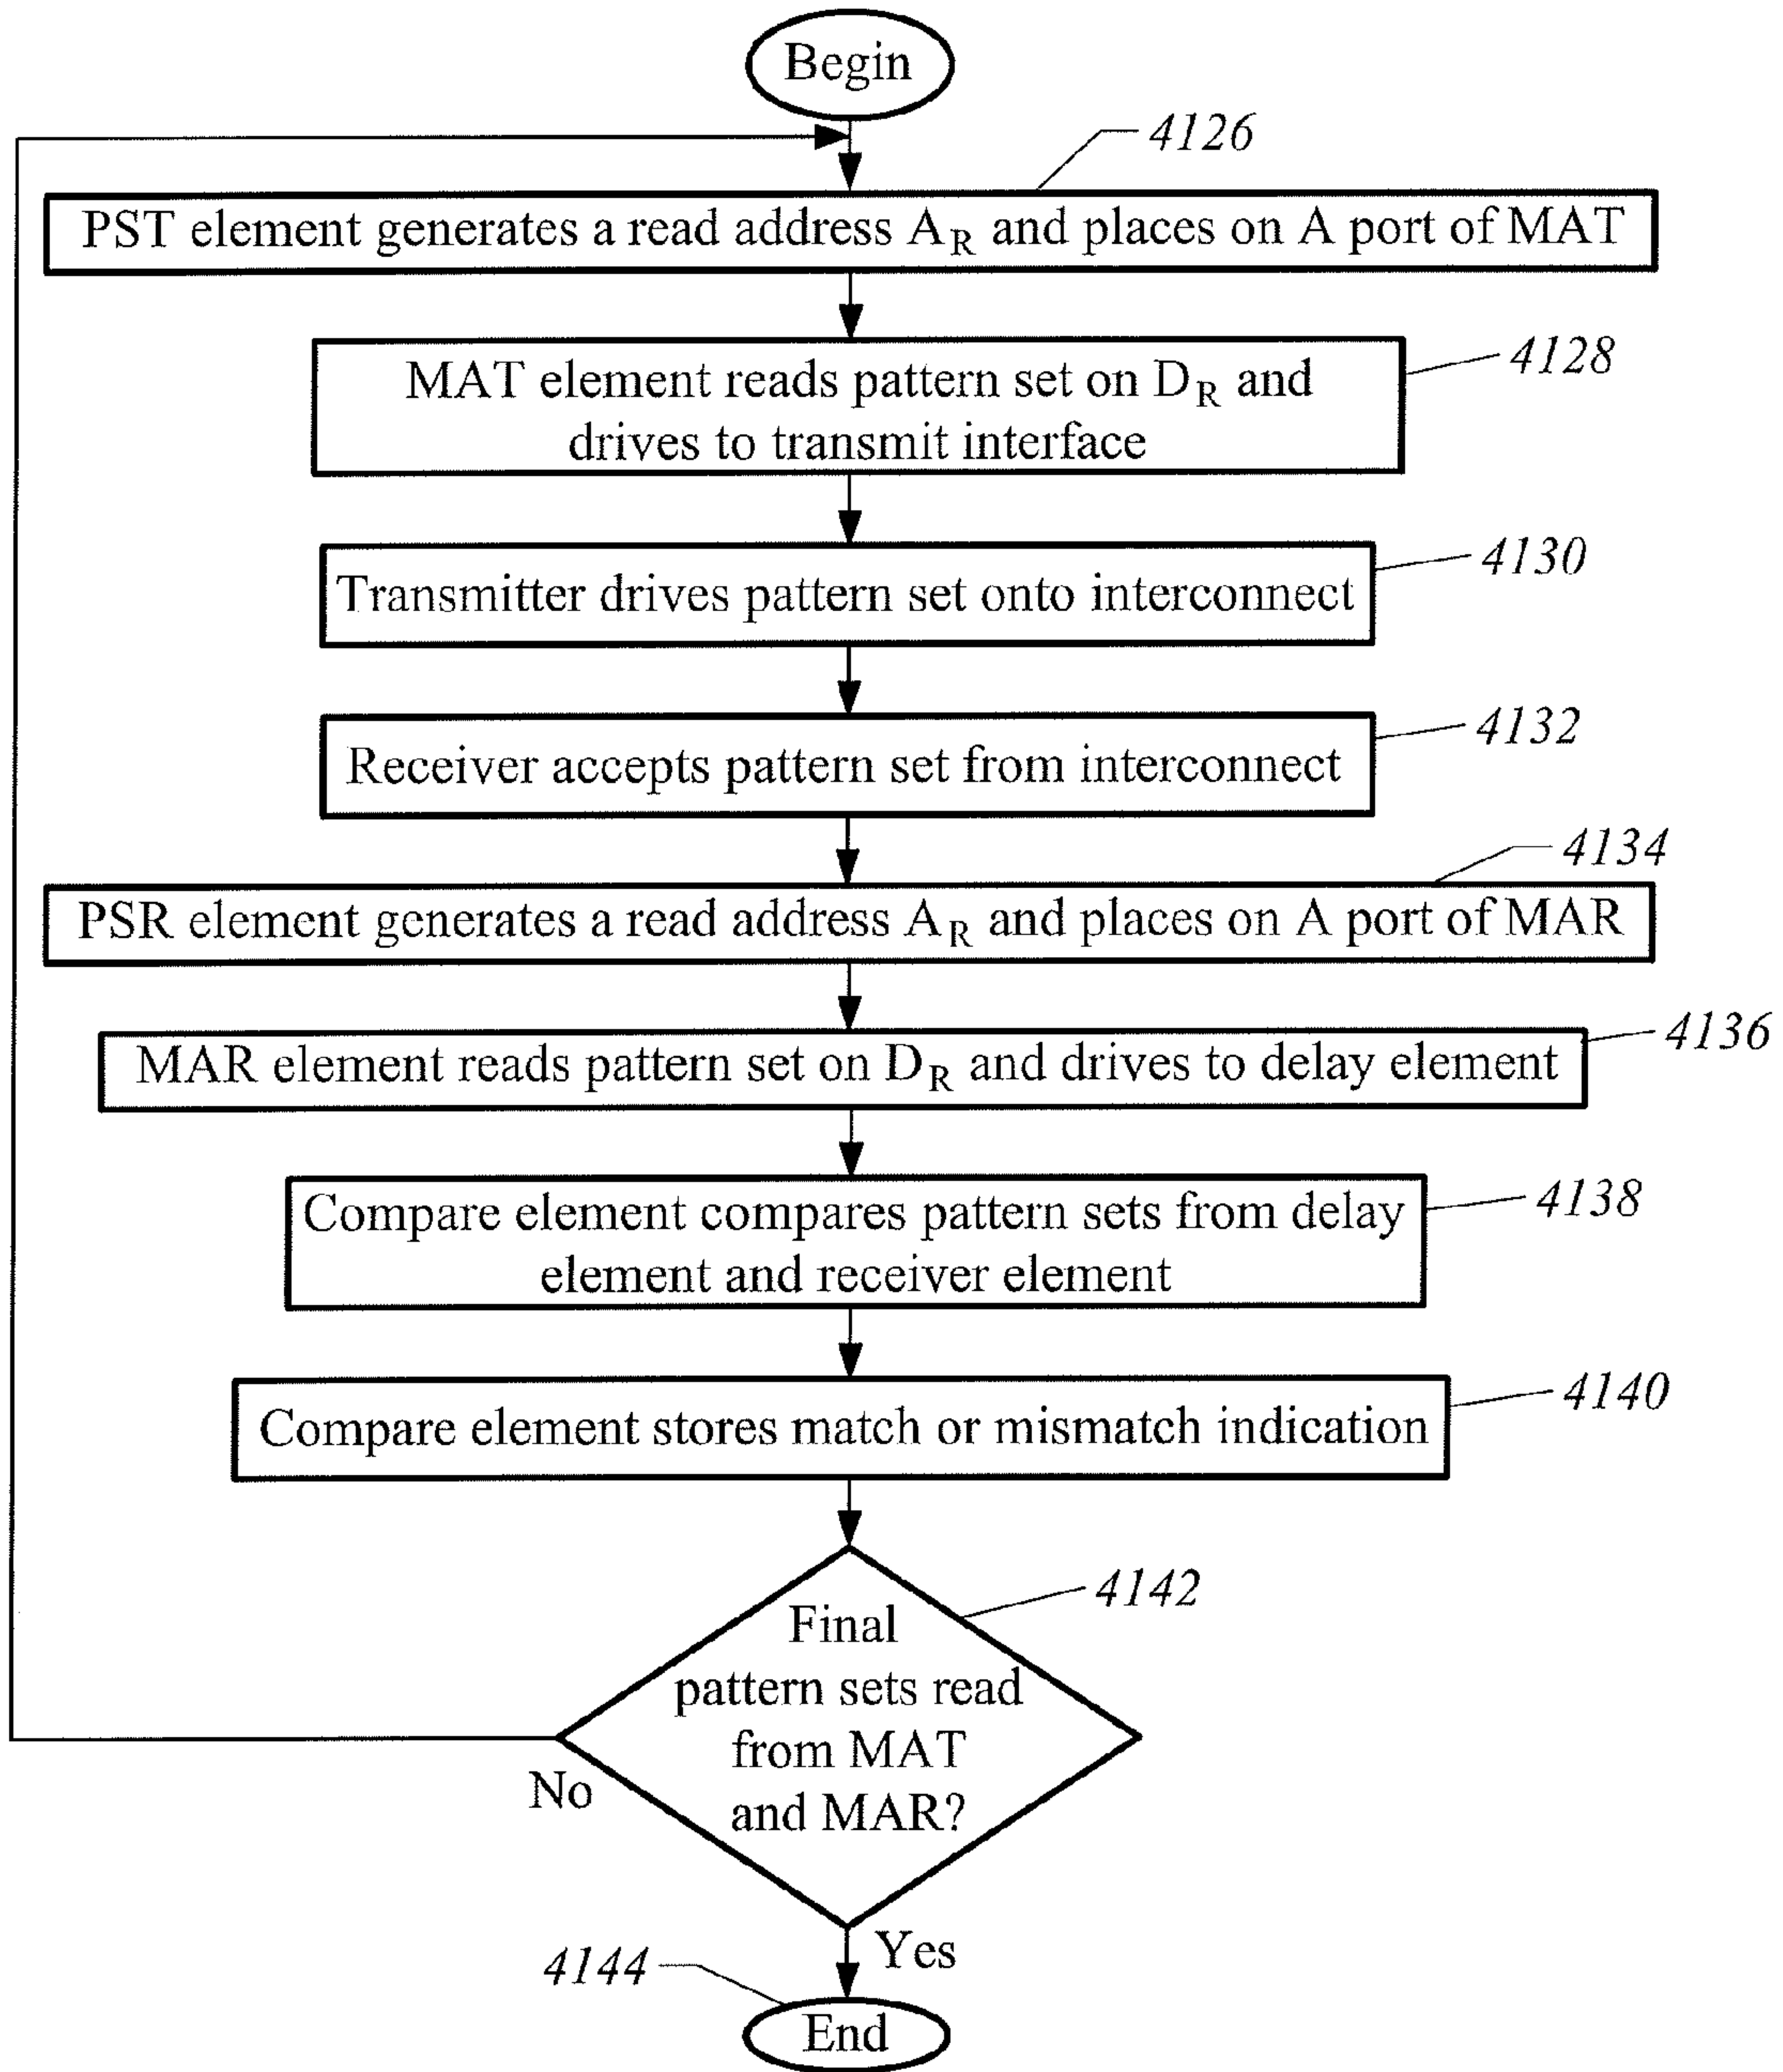 Begin
4126
PST element generates a read address A_R and places on A port of MAT
4128
MAT element reads pattern set on D_R and
drives to transmit interface
4130
Transmitter drives pattern set onto interconnect
4132
Receiver accepts pattern set from interconnect
4134
PSR element generates a read address A_R and places on A port of MAR
4136
MAR element reads pattern set on D_R and drives to delay element
4138
Compare element compares pattern sets from delay
element and receiver element
4140
Compare element stores match or mismatch indication
4142
Final
pattern sets read
from MAT
and MAR?
No
Yes
4144
End